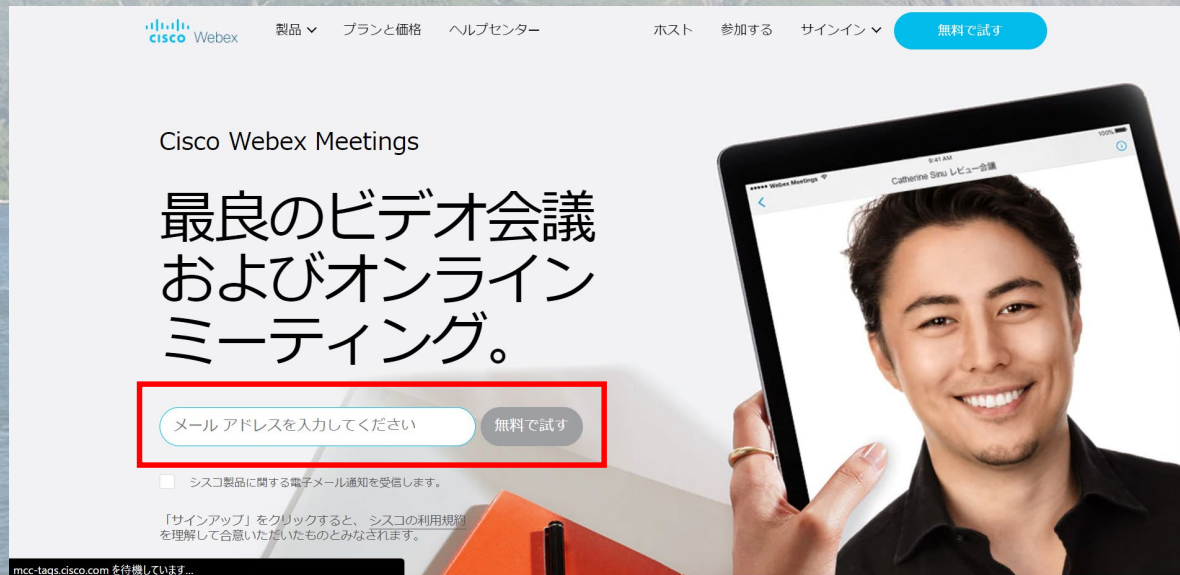 CISCO Webex 製品 プランと価格 ヘルプセンター ホスト 参加する サインイン 無料で試す
Cisco Webex Meetings
最良のビデオ会議
およびオンライン
ミーティング。
メール アドレスを入力してください 無料で試す
シスコ製品に関する電子メール通知を受信します。
「サインアップ」をクリックすると、 シスコの利用規約
を理解して合意いただいたものとみなされます。
Webex Meetings 9:41 AM 100%
Catherine Sinu レビュー会議
mcc-tags.cisco.com を待機しています...